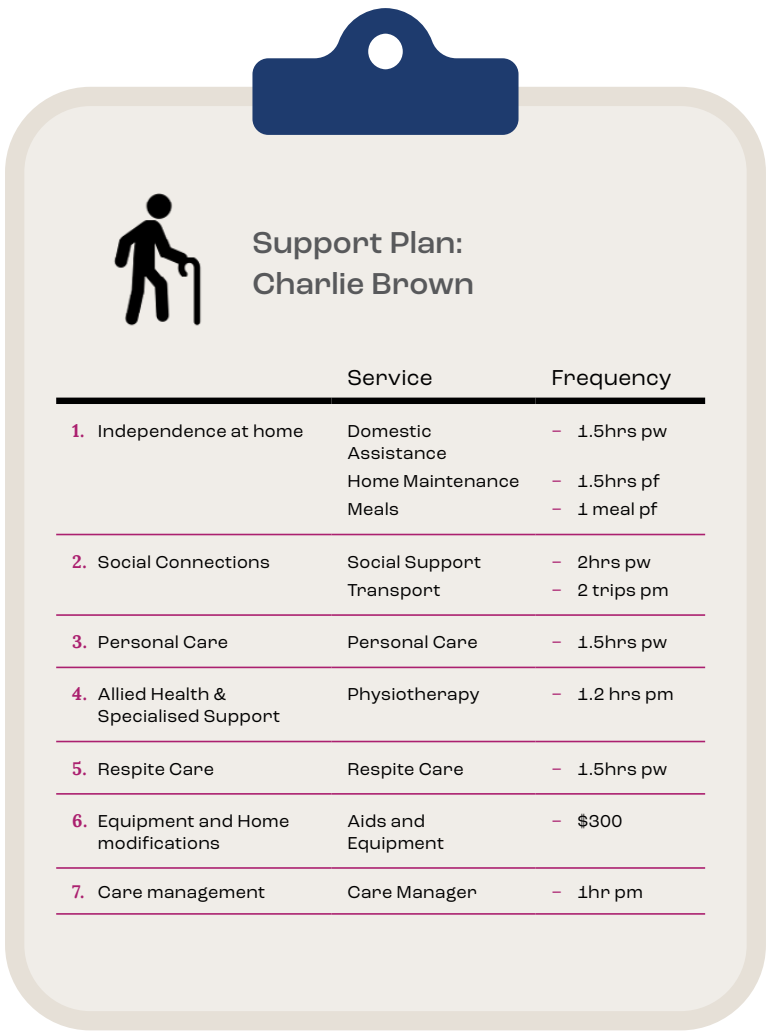 Support Plan:
Charlie Brown
Service Frequency
1. Independence at home Domestic – 1.5hrs pw
Assistance
Home Maintenance – 1.5hrs pf
Meals – 1 meal pf
2. Social Connections Social Support – 2hrs pw
Transport – 2 trips pm
3. Personal Care Personal Care – 1.5hrs pw
4. Allied Health & Physiotherapy – 1.2 hrs pm
Specialised Support
5. Respite Care Respite Care – 1.5hrs pw
6. Equipment and Home Aids and – $300
modifications Equipment
7. Care management Care Manager – 1hr pm